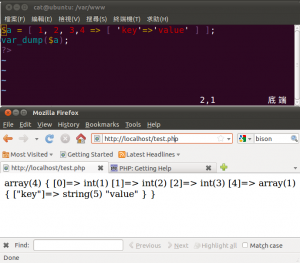 cat@ubuntu: /var/www
檔案(F) 編輯(E) 檢視(V) 搜尋(S) 終端機(T) 求助(H)
$a = [ 1, 2, 3,4 => [ 'key'=>'value' ] ];
var_dump($a);
?>
~
~
~
~
2,1 底端
Mozilla Firefox
File Edit View History Bookmarks Tools Help
http://localhost/test.php bison
Most Visited Getting Started Latest Headlines
http://localhost/test.php PHP: Getting Help
array(4) { [0]=> int(1) [1]=> int(2) [2]=> int(3) [4]=> array(1)
{ ["key"]=> string(5) "value" } }
Find: Previous Next Highlight all Match case
Done